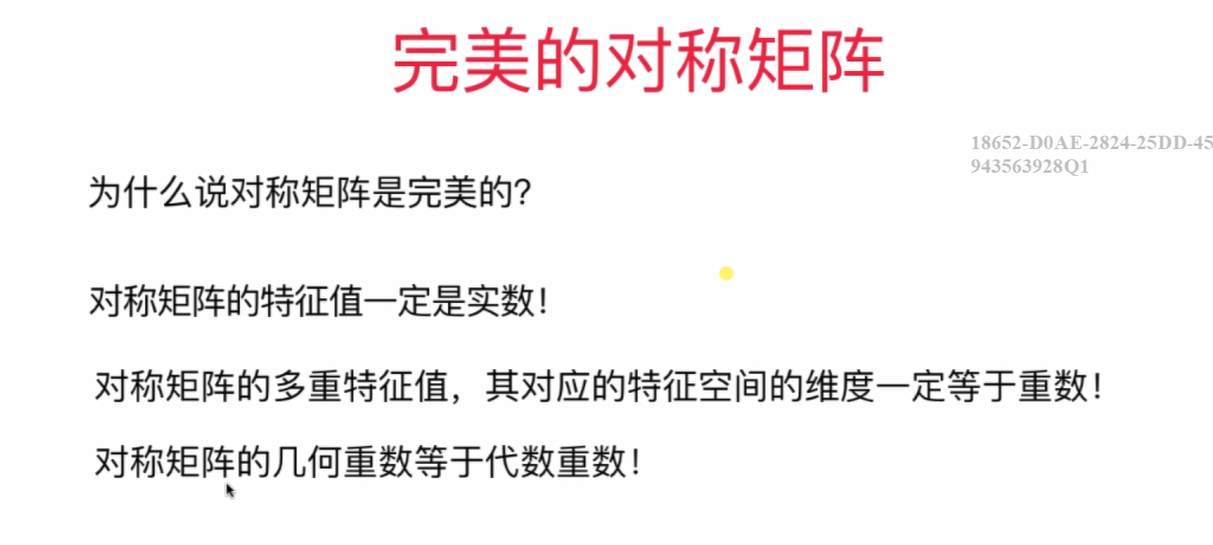 完美的对称矩阵
18652-D0AE-2824-25DD-45
943563928Q1
为什么说对称矩阵是完美的?
对称矩阵的特征值一定是实数!
对称矩阵的多重特征值，其对应的特征空间的维度一定等于重数!
对称矩阵的几何重数等于代数重数!